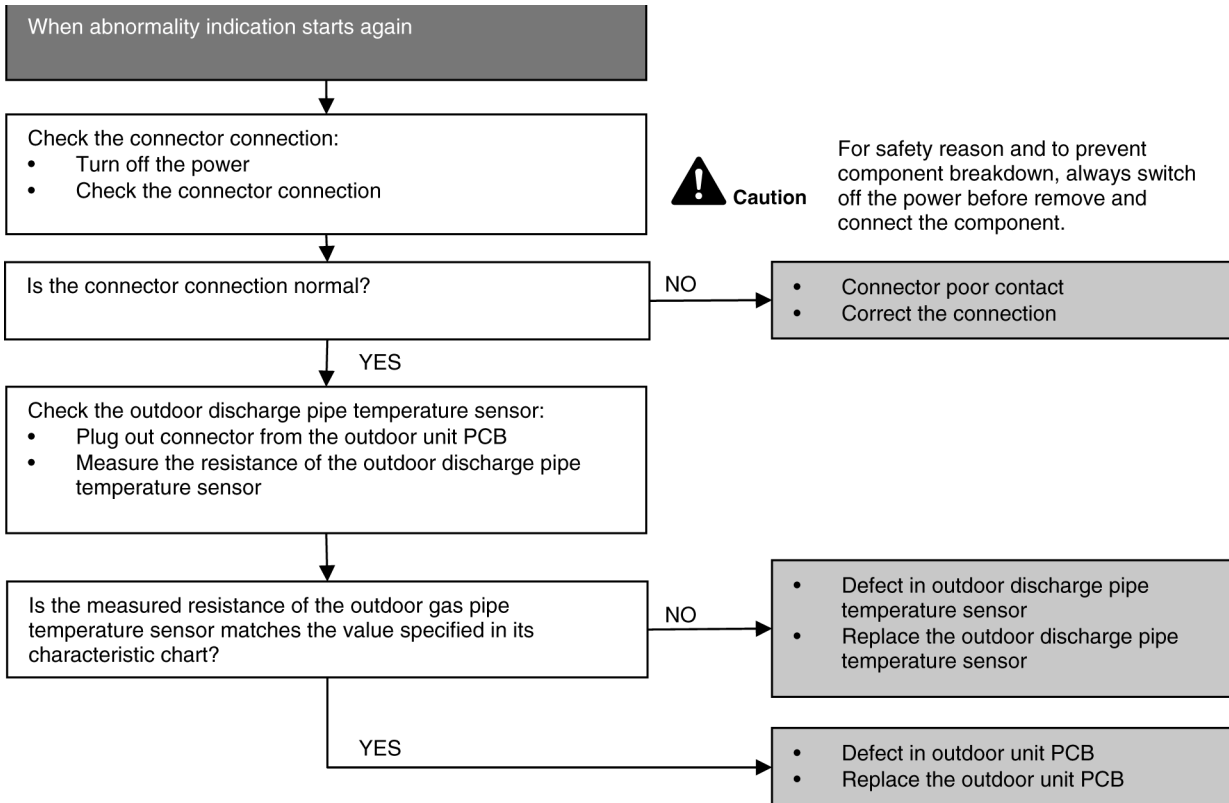 When abnormality indication starts again
Check the connector connection:
• Turn off the power
• Check the connector connection
Caution
For safety reason and to prevent
component breakdown, always switch
off the power before remove and
connect the component.
Is the connector connection normal?
NO
• Connector poor contact
• Correct the connection
YES
Check the outdoor discharge pipe temperature sensor:
• Plug out connector from the outdoor unit PCB
• Measure the resistance of the outdoor discharge pipe
temperature sensor
Is the measured resistance of the outdoor gas pipe
temperature sensor matches the value specified in its
characteristic chart?
NO
• Defect in outdoor discharge pipe
temperature sensor
• Replace the outdoor discharge pipe
temperature sensor
YES
• Defect in outdoor unit PCB
• Replace the outdoor unit PCB